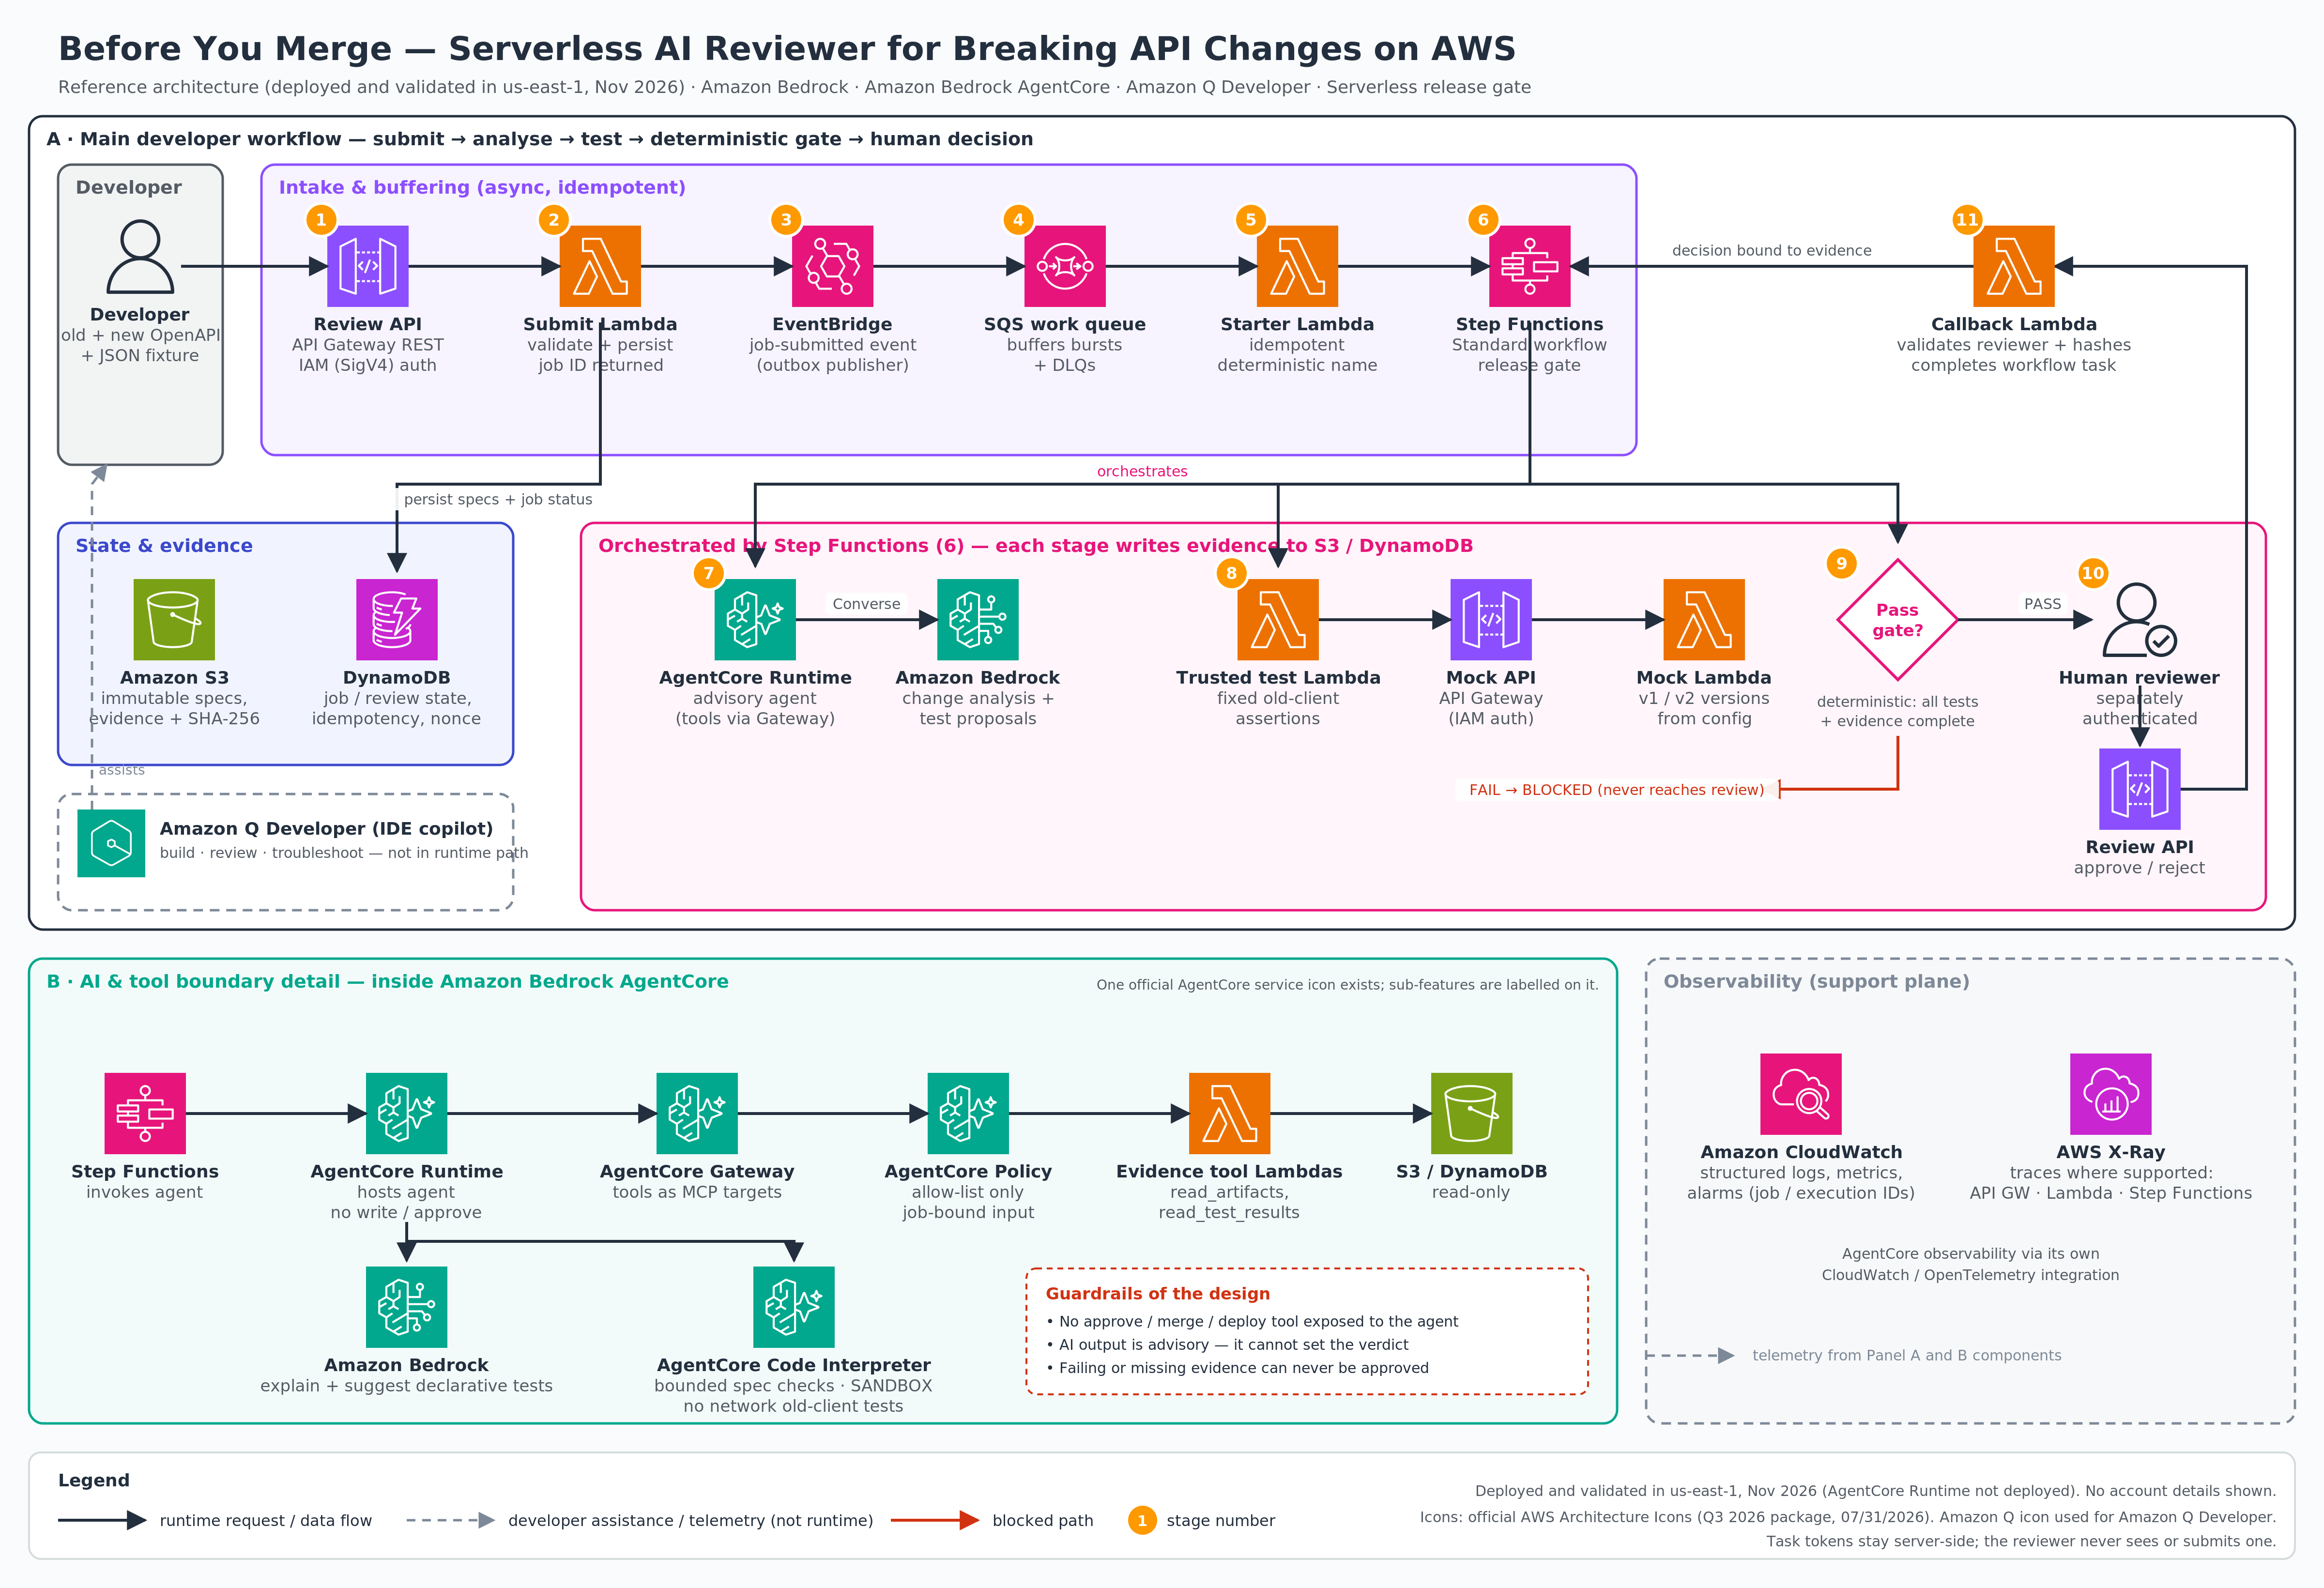 Before You Merge — Serverless AI Reviewer for Breaking API Changes on AWS
Reference architecture (deployed and validated in us-east-1, Nov 2026) · Amazon Bedrock · Amazon Bedrock AgentCore · Amazon Q Developer · Serverless release gate
A · Main developer workflow — submit → analyse → test → deterministic gate → human decision
Developer
Developer
old + new OpenAPI
+ JSON fixture
Intake & buffering (async, idempotent)
1
Review API
API Gateway REST
IAM (SigV4) auth
2
Submit Lambda
validate + persist
job ID returned
3
EventBridge
job-submitted event
(outbox publisher)
4
SQS work queue
buffers bursts
+ DLQs
5
Starter Lambda
idempotent
deterministic name
6
Step Functions
Standard workflow
release gate
decision bound to evidence
11
Callback Lambda
validates reviewer + hashes
completes workflow task
persist specs + job status
orchestrates
State & evidence
Amazon S3
immutable specs,
evidence + SHA-256
DynamoDB
job / review state,
idempotency, nonce
assists
Amazon Q Developer (IDE copilot)
build · review · troubleshoot — not in runtime path
Orchestrated by Step Functions (6) — each stage writes evidence to S3 / DynamoDB
7
AgentCore Runtime
advisory agent
(tools via Gateway)
Converse
Amazon Bedrock
change analysis +
test proposals
8
Trusted test Lambda
fixed old-client
assertions
Mock API
API Gateway
(IAM auth)
Mock Lambda
v1 / v2 versions
from config
9
Pass
gate?
deterministic: all tests
+ evidence complete
PASS
10
Human reviewer
separately
authenticated
FAIL → BLOCKED (never reaches review)
Review API
approve / reject
B · AI & tool boundary detail — inside Amazon Bedrock AgentCore
One official AgentCore service icon exists; sub-features are labelled on it.
Step Functions
invokes agent
AgentCore Runtime
hosts agent
no write / approve
AgentCore Gateway
tools as MCP targets
AgentCore Policy
allow-list only
job-bound input
Evidence tool Lambdas
read_artifacts,
read_test_results
S3 / DynamoDB
read-only
Amazon Bedrock
explain + suggest declarative tests
AgentCore Code Interpreter
bounded spec checks · SANDBOX
no network old-client tests
Guardrails of the design
• No approve / merge / deploy tool exposed to the agent
• AI output is advisory — it cannot set the verdict
• Failing or missing evidence can never be approved
Observability (support plane)
Amazon CloudWatch
structured logs, metrics,
alarms (job / execution IDs)
AWS X-Ray
traces where supported:
API GW · Lambda · Step Functions
AgentCore observability via its own
CloudWatch / OpenTelemetry integration
telemetry from Panel A and B components
Legend
runtime request / data flow
developer assistance / telemetry (not runtime)
blocked path
1
stage number
Deployed and validated in us-east-1, Nov 2026 (AgentCore Runtime not deployed). No account details shown.
Icons: official AWS Architecture Icons (Q3 2026 package, 07/31/2026). Amazon Q icon used for Amazon Q Developer.
Task tokens stay server-side; the reviewer never sees or submits one.